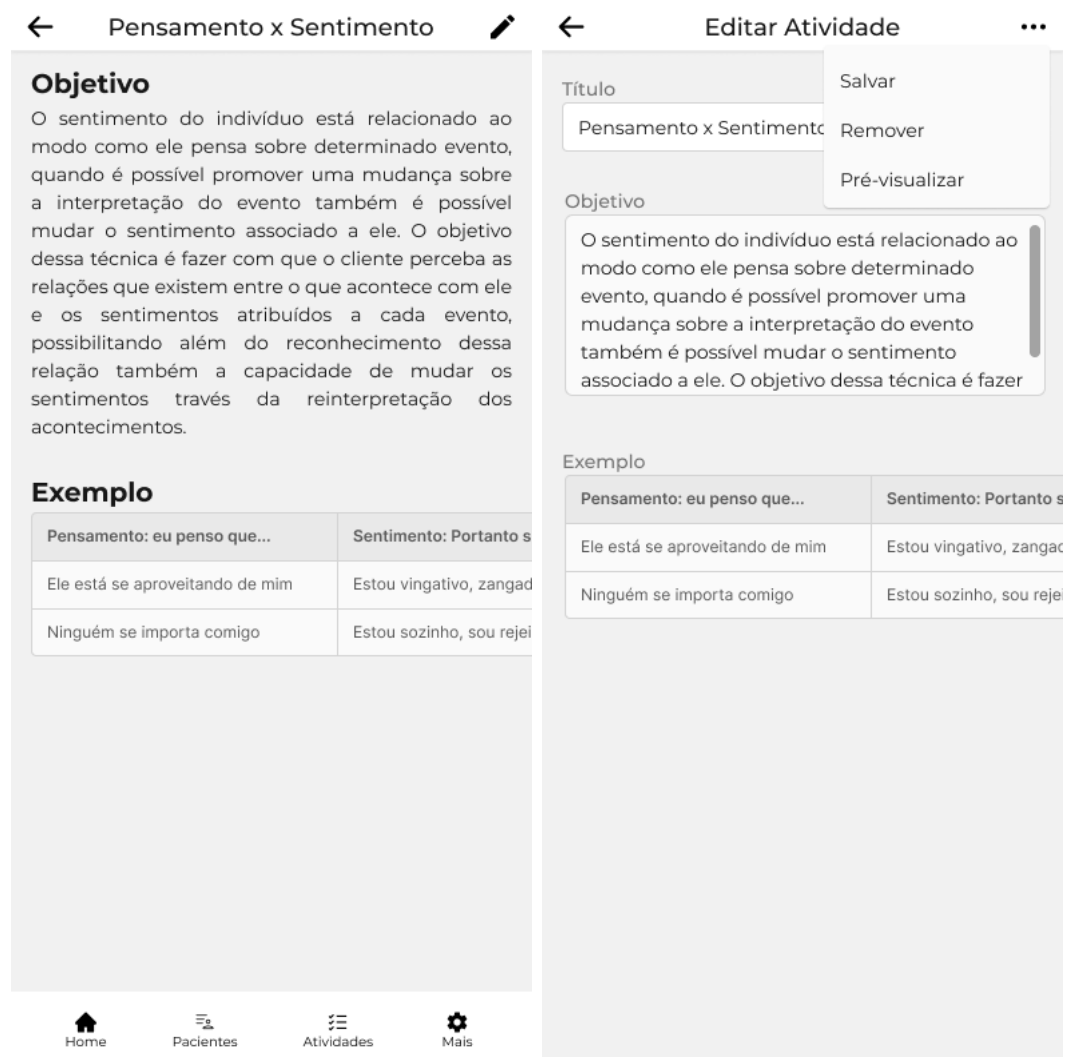 Pensamento x Sentimento
Objetivo
O sentimento do indivíduo está relacionado ao
modo como ele pensa sobre determinado evento,
quando é possível promover uma mudança sobre
a interpretação do evento também é possível
mudar o sentimento associado a ele. O objetivo
dessa técnica é fazer com que o cliente perceba as
relações que existem entre o que acontece com ele
e os sentimentos atribuídos a cada evento,
possibilitando além do reconhecimento dessa
relação também a capacidade de mudar os
sentimentos través da reinterpretação dos
acontecimentos.
Exemplo
Pensamento: eu penso que... Sentimento: Portanto s
Ele está se aproveitando de mim Estou vingativo, zangad
Ninguém se importa comigo Estou sozinho, sou rejei
Home Pacientes Atividades Mais
Editar Atividade
Salvar
Remover
Pré-visualizar
Título
Pensamento x Sentimento
Objetivo
O sentimento do indivíduo está relacionado ao
modo como ele pensa sobre determinado
evento, quando é possível promover uma
mudança sobre a interpretação do evento
também é possível mudar o sentimento
associado a ele. O objetivo dessa técnica é fazer
Exemplo
Pensamento: eu penso que... Sentimento: Portanto s
Ele está se aproveitando de mim Estou vingativo, zangad
Ninguém se importa comigo Estou sozinho, sou rejei